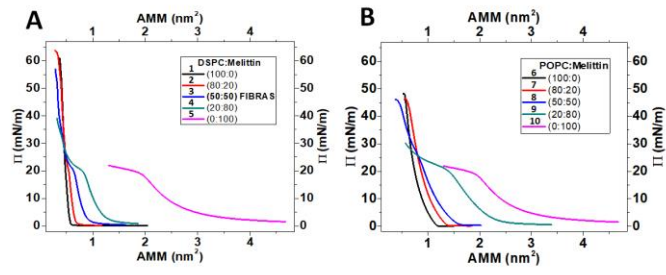 A
AMM (nm²)
0 1 2 3 4
60
50
40
30
20
10
0
Π (mN/m)
DSPC:Melittin
1 (100:0)
2 (80:20)
3 (50:50) FIBRAS
4 (20:80)
5 (0:100)
60
50
40
30
20
10
0
Π (mN/m)
0 1 2 3 4
AMM (nm²)
B
AMM (nm²)
0 1 2 3 4
60
50
40
30
20
10
0
Π (mN/m)
POPC:Melittin
6 (100:0)
7 (80:20)
8 (50:50)
9 (20:80)
10 (0:100)
60
50
40
30
20
10
0
Π (mN/m)
0 1 2 3 4
AMM (nm²)